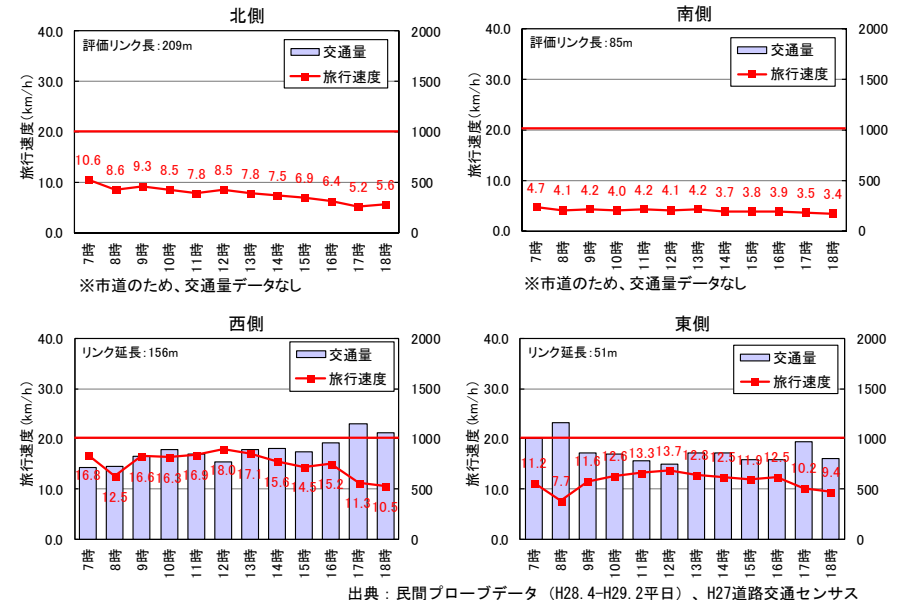 北側
旅行速度(km/h)
40.0
30.0
20.0
10.0
0.0
2000
1500
1000
500
0
評価リンク長:209m
交通量
旅行速度
10.6 8.6 9.3 8.5 7.8 8.5 7.8 7.5 6.9 6.4 5.2 5.6
7時 8時 9時 10時 11時 12時 13時 14時 15時 16時 17時 18時
※市道のため、交通量データなし
南側
旅行速度(km/h)
40.0
30.0
20.0
10.0
0.0
2000
1500
1000
500
0
評価リンク長:85m
交通量
旅行速度
4.7 4.1 4.2 4.0 4.2 4.1 4.2 3.7 3.8 3.9 3.5 3.4
7時 8時 9時 10時 11時 12時 13時 14時 15時 16時 17時 18時
※市道のため、交通量データなし
西側
旅行速度(km/h)
40.0
30.0
20.0
10.0
0.0
2000
1500
1000
500
0
リンク延長:156m
交通量
旅行速度
16.8 12.5 16.6 16.3 16.9 18.0 17.1 15.6 14.5 15.2 11.3 10.5
7時 8時 9時 10時 11時 12時 13時 14時 15時 16時 17時 18時
東側
旅行速度(km/h)
40.0
30.0
20.0
10.0
0.0
2000
1500
1000
500
0
リンク延長:51m
交通量
旅行速度
11.2 7.7 11.6 12.6 13.3 13.7 12.8 12.5 11.9 12.5 10.2 9.4
7時 8時 9時 10時 11時 12時 13時 14時 15時 16時 17時 18時
出典:民間プローブデータ(H28.4-H29.2平日)、H27道路交通センサス